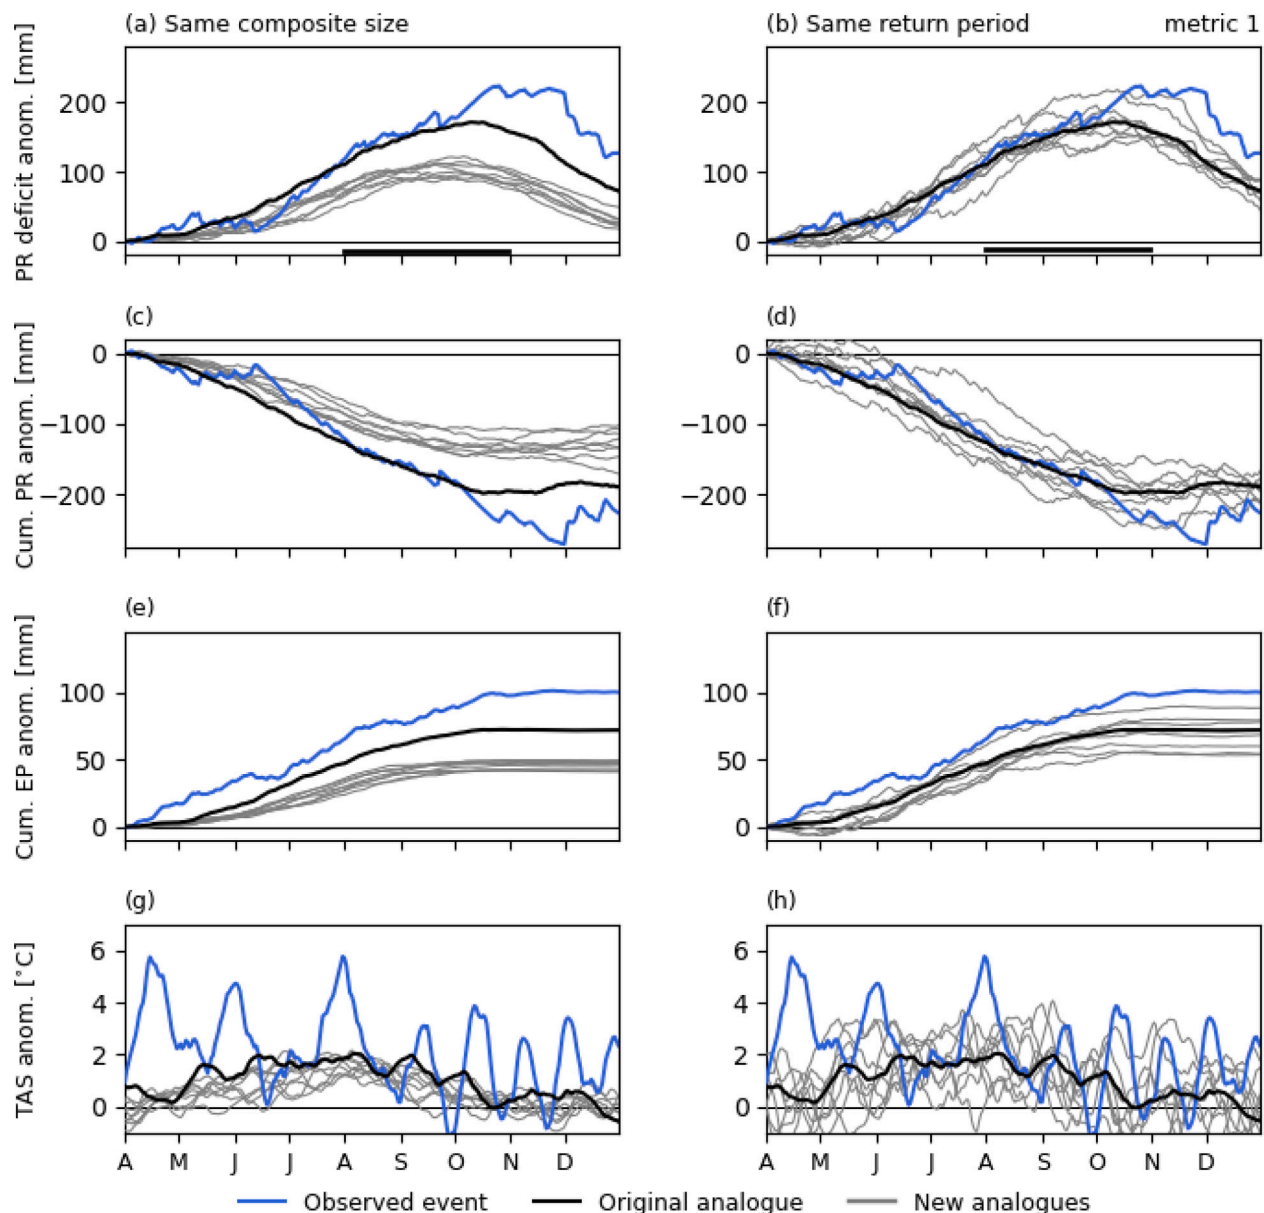 (a) Same composite size
(b) Same return period metric 1
PR deficit anom. [mm]
200
100
0
200
100
0
(c)
(d)
Cum. PR anom. [mm]
0
−100
−200
0
−100
−200
(e)
(f)
Cum. EP anom. [mm]
100
50
0
100
50
0
(g)
(h)
TAS anom. [°C]
6
4
2
0
6
4
2
0
A M J J A S O N D
A M J J A S O N D
Observed event Original analogue New analogues